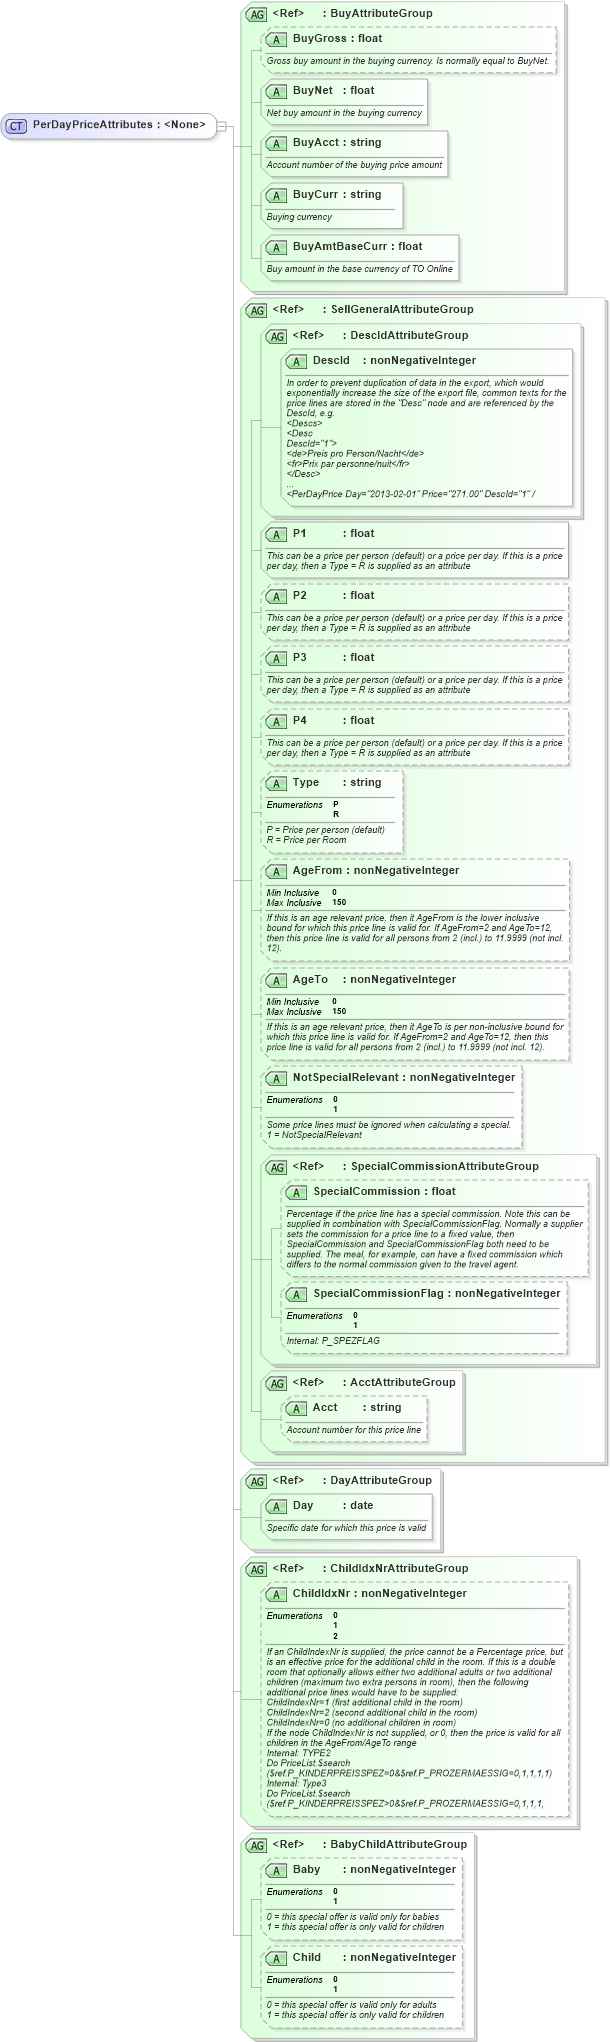 CT PerDayPriceAttributes : <None>
AG <Ref> : BuyAttributeGroup
A BuyGross : float
Gross buy amount in the buying currency. Is normally equal to BuyNet.
A BuyNet : float
Net buy amount in the buying currency
A BuyAcct : string
Account number of the buying price amount
A BuyCurr : string
Buying currency
A BuyAmtBaseCurr : float
Buy amount in the base currency of TO Online
AG <Ref> : SellGeneralAttributeGroup
AG <Ref> : DescIdAttributeGroup
A DescId : nonNegativeInteger
In order to prevent duplication of data in the export, which would
exponentially increase the size of the export file, common texts for the
price lines are stored in the "Desc" node and are referenced by the
DescId, e.g.
<Descs>
<Desc
DescId="1">
<de>Preis pro Person/Nacht</de>
<fr>Prix par personne/nuit</fr>
</Desc>
...
<PerDayPrice Day="2013-02-01" Price="271.00" DescId="1" /
A P1 : float
This can be a price per person (default) or a price per day. If this is a price
per day, then a Type = R is supplied as an attribute
A P2 : float
This can be a price per person (default) or a price per day. If this is a price
per day, then a Type = R is supplied as an attribute
A P3 : float
This can be a price per person (default) or a price per day. If this is a price
per day, then a Type = R is supplied as an attribute
A P4 : float
This can be a price per person (default) or a price per day. If this is a price
per day, then a Type = R is supplied as an attribute
A Type : string
Enumerations P
R
P = Price per person (default)
R = Price per Room
A AgeFrom : nonNegativeInteger
Min Inclusive 0
Max Inclusive 150
If this is an age relevant price, then it AgeFrom is the lower inclusive
bound for which this price line is valid for. If AgeFrom=2 and AgeTo=12,
then this price line is valid for all persons from 2 (incl.) to 11.9999 (not incl.
12).
A AgeTo : nonNegativeInteger
Min Inclusive 0
Max Inclusive 150
If this is an age relevant price, then it AgeTo is per non-inclusive bound for
which this price line is valid for. If AgeFrom=2 and AgeTo=12, then this
price line is valid for all persons from 2 (incl.) to 11.9999 (not incl. 12).
A NotSpecialRelevant : nonNegativeInteger
Enumerations 0
1
Some price lines must be ignored when calculating a special.
1 = NotSpecialRelevant
AG <Ref> : SpecialCommissionAttributeGroup
A SpecialCommission : float
Percentage if the price line has a special commission. Note this can be
supplied in combination with SpecialCommissionFlag. Normally a supplier
sets the commission for a price line to a fixed value, then
SpecialCommission and SpecialCommissionFlag both need to be
supplied. The meal, for example, can have a fixed commission which
differs to the normal commission given to the travel agent.
A SpecialCommissionFlag : nonNegativeInteger
Enumerations 0
1
Internal: P_SPEZFLAG
AG <Ref> : AcctAttributeGroup
A Acct : string
Account number for this price line
AG <Ref> : DayAttributeGroup
A Day : date
Specific date for which this price is valid
AG <Ref> : ChildIdxNrAttributeGroup
A ChildIdxNr : nonNegativeInteger
Enumerations 0
1
2
If an ChildIndexNr is supplied, the price cannot be a Percentage price, but
is an effective price for the additional child in the room. If this is a double
room that optionally allows either two additional adults or two additional
children (maximum two extra persons in room), then the following
additional price lines would have to be supplied:
ChildIndexNr=1 (first additional child in the room)
ChildIndexNr=2 (second additional child in the room)
ChildIndexNr=0 (no additional children in room)
If the node ChildIndexNr is not supplied, or 0, then the price is valid for all
children in the AgeFrom/AgeTo range
Internal: TYPE2
Do PriceList.$search
($ref.P_KINDERPREISSPEZ=0&$ref.P_PROZERMAESSIG=0,1,1,1,1)
Internal: Type3
Do PriceList.$search
($ref.P_KINDERPREISSPEZ>0&$ref.P_PROZERMAESSIG=0,1,1,1,
AG <Ref> : BabyChildAttributeGroup
A Baby : nonNegativeInteger
Enumerations 0
1
0 = this special offer is valid only for babies
1 = this special offer is only valid for children
A Child : nonNegativeInteger
Enumerations 0
1
0 = this special offer is valid only for adults
1 = this special offer is only valid for children